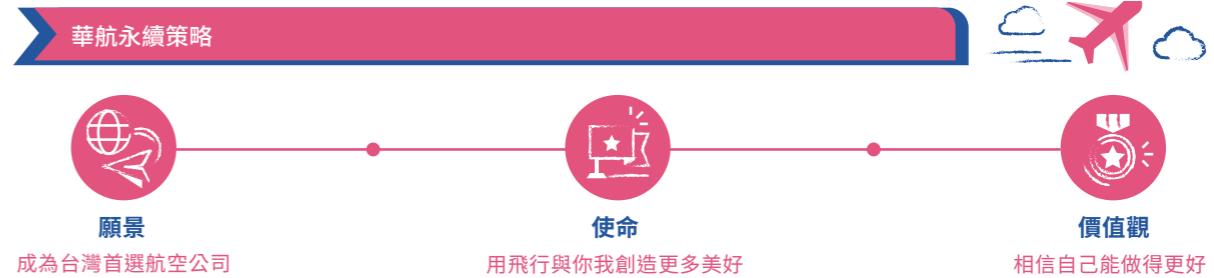 華航永續策略
願景
成為台灣首選航空公司
使命
用飛行與你我創造更多美好
價值觀
相信自己能做得更好